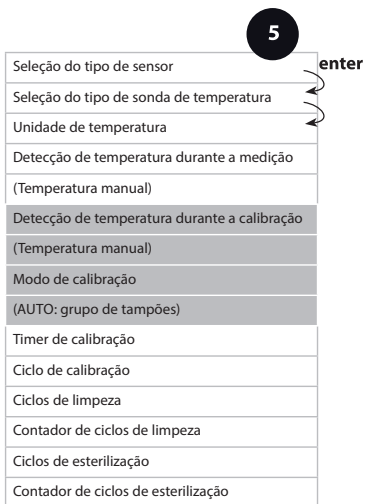 5
enter
Seleção do tipo de sensor
Seleção do tipo de sonda de temperatura
Unidade de temperatura
Detecção de temperatura durante a medição
(Temperatura manual)
Detecção de temperatura durante a calibração
(Temperatura manual)
Modo de calibração
(AUTO: grupo de tampões)
Timer de calibração
Ciclo de calibração
Ciclos de limpeza
Contador de ciclos de limpeza
Ciclos de esterilização
Contador de ciclos de esterilização